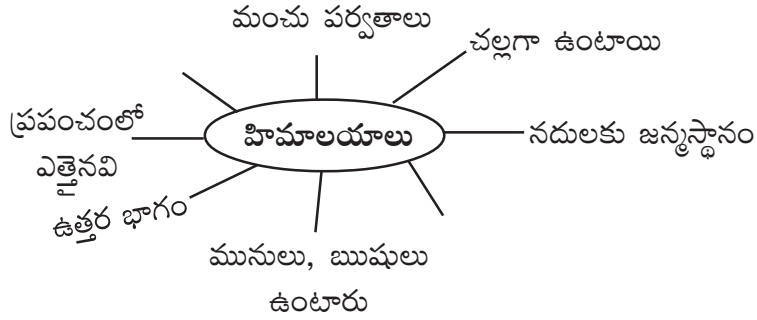 మంచు పర్వతాలు
చల్లగా ఉంటాయి
ప్రపంచంలో
ఎత్తైనవి
హిమాలయాలు
నదులకు జన్మస్థానం
ఉత్తర భాగం
మునులు, ఋషులు
ఉంటారు